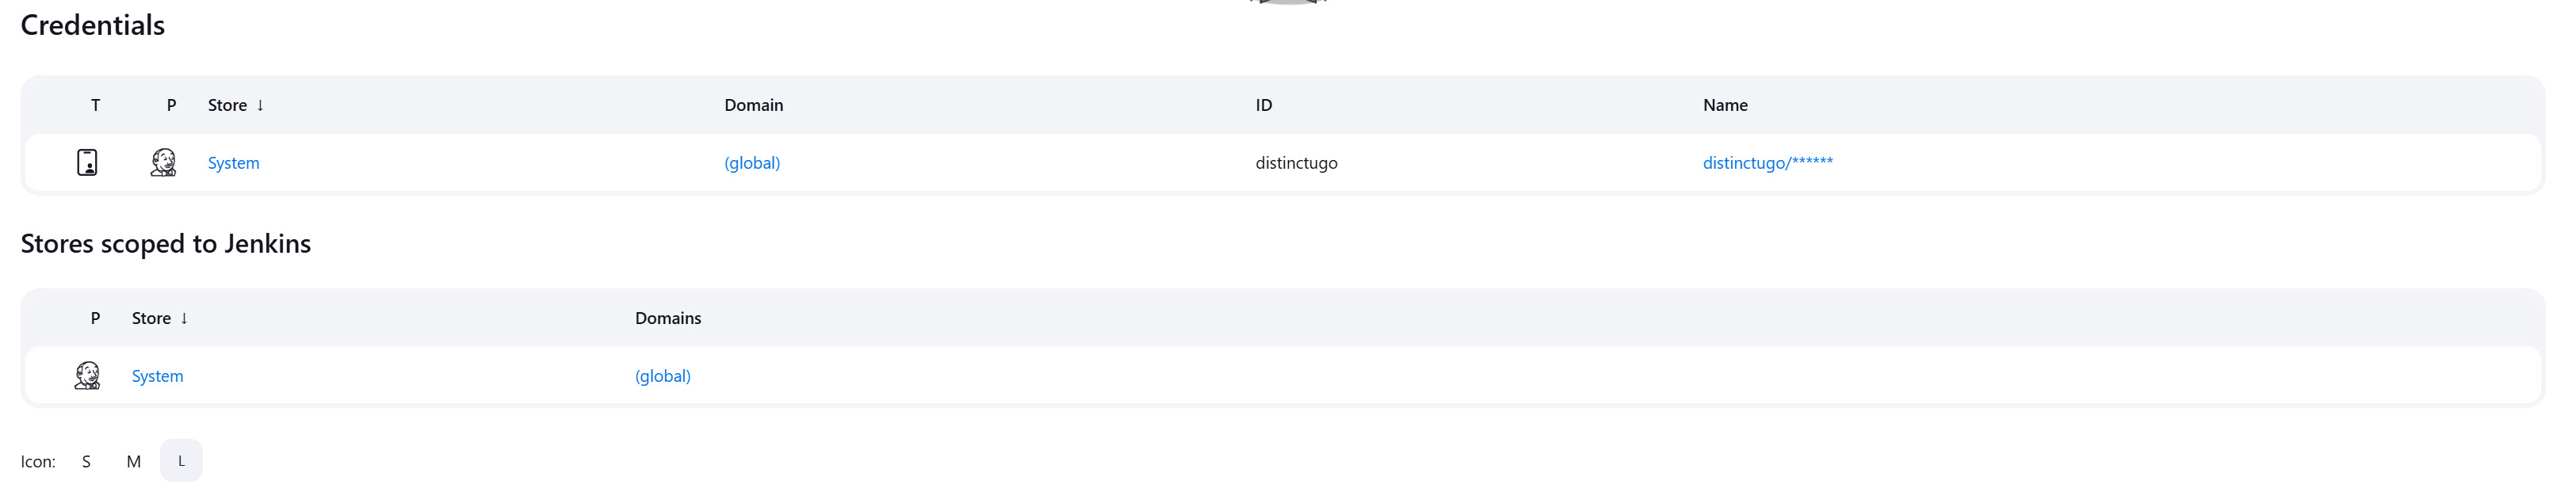 Credentials
T P Store ↓ Domain ID Name
System (global) distinctugo distinctugo/******
Stores scoped to Jenkins
P Store ↓ Domains
System (global)
Icon: S M L